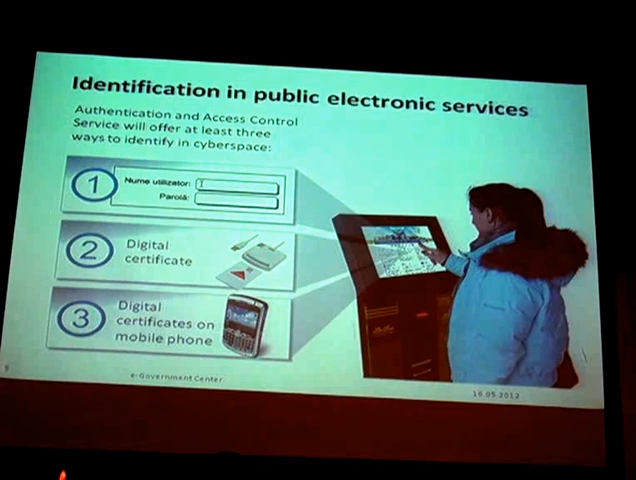 Identification in public electronic services
Authentication and Access Control
Service will offer at least three
ways to identify in cyberspace:
1
Nume utilizator:
Parolă:
2
Digital
certificate
3
Digital
certificates on
mobile phone
e-Government Center
16.05.2012